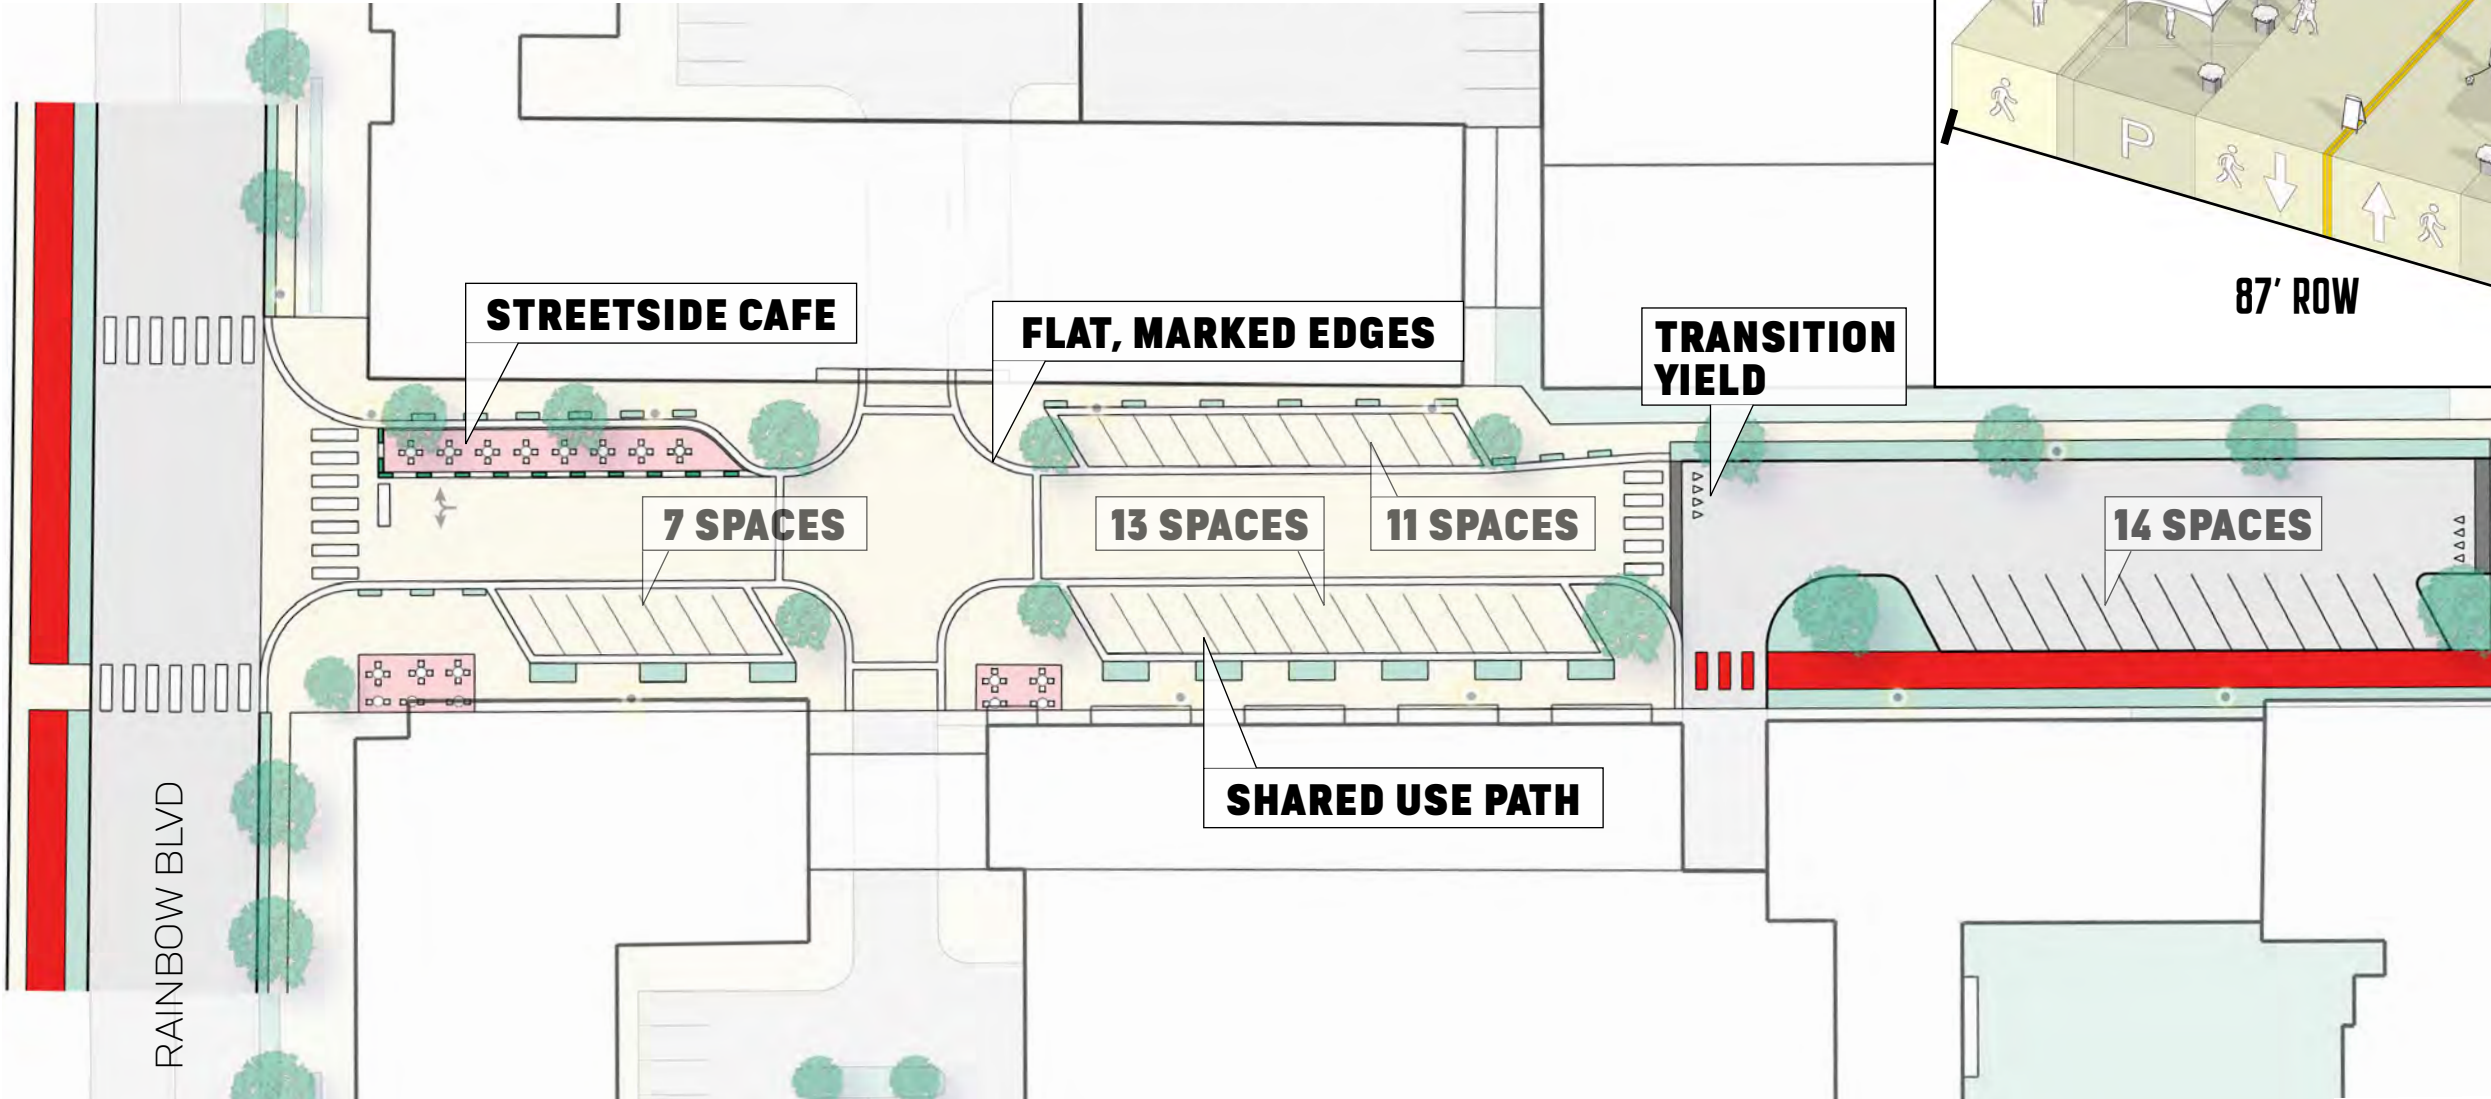 P
87' ROW
STREETSIDE CAFE
FLAT, MARKED EDGES
TRANSITION
YIELD
7 SPACES
13 SPACES
11 SPACES
14 SPACES
SHARED USE PATH
RAINBOW BLVD